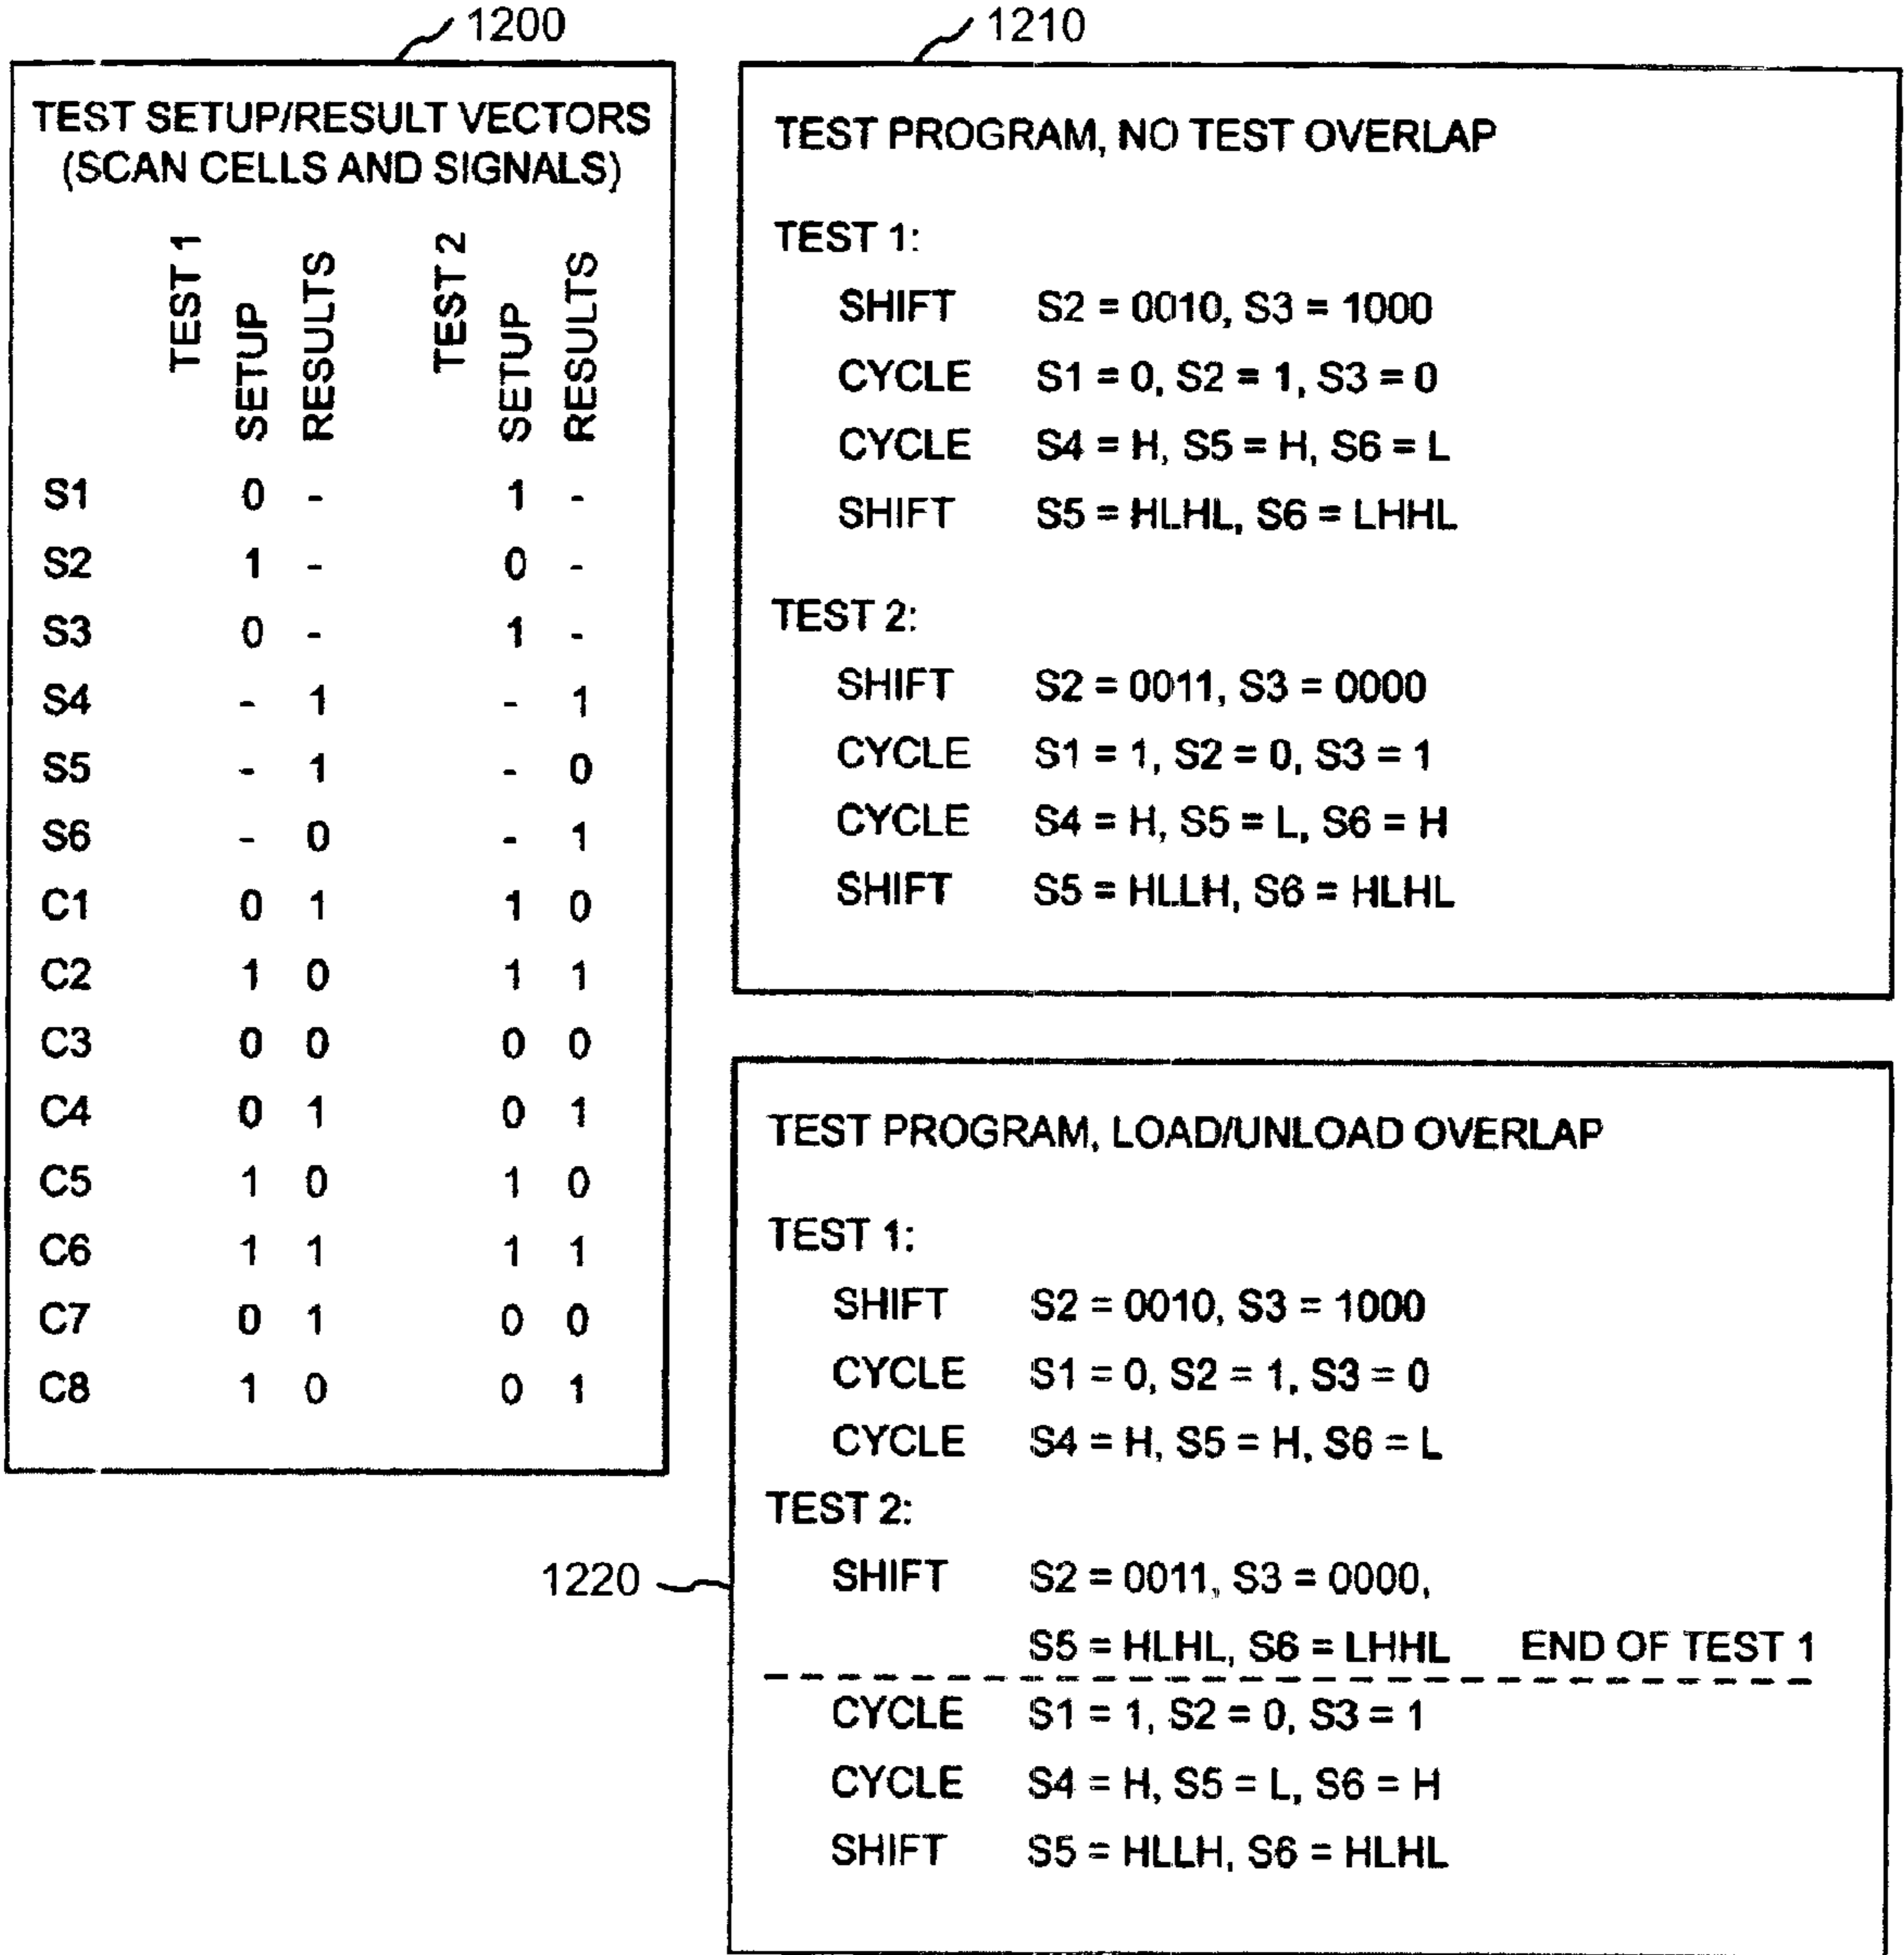 1200
TEST SETUP/RESULT VECTORS
(SCAN CELLS AND SIGNALS)
TEST 1 SETUP RESULTS TEST 2 SETUP RESULTS
S1 0 - 1 -
S2 1 - 0 -
S3 0 - 1 -
S4 - 1 - 1
S5 - 1 - 0
S6 - 0 - 1
C1 0 1 1 0
C2 1 0 1 1
C3 0 0 0 0
C4 0 1 0 1
C5 1 0 1 0
C6 1 1 1 1
C7 0 1 0 0
C8 1 0 0 1
1210
TEST PROGRAM, NO TEST OVERLAP
TEST 1:
SHIFT S2 = 0010, S3 = 1000
CYCLE S1 = 0, S2 = 1, S3 = 0
CYCLE S4 = H, S5 = H, S6 = L
SHIFT S5 = HLHL, S6 = LHHL
TEST 2:
SHIFT S2 = 0011, S3 = 0000
CYCLE S1 = 1, S2 = 0, S3 = 1
CYCLE S4 = H, S5 = L, S6 = H
SHIFT S5 = HLLH, S6 = HLHL
1220
TEST PROGRAM, LOAD/UNLOAD OVERLAP
TEST 1:
SHIFT S2 = 0010, S3 = 1000
CYCLE S1 = 0, S2 = 1, S3 = 0
CYCLE S4 = H, S5 = H, S6 = L
TEST 2:
SHIFT S2 = 0011, S3 = 0000,
S5 = HLHL, S6 = LHHL END OF TEST 1
CYCLE S1 = 1, S2 = 0, S3 = 1
CYCLE S4 = H, S5 = L, S6 = H
SHIFT S5 = HLLH, S6 = HLHL